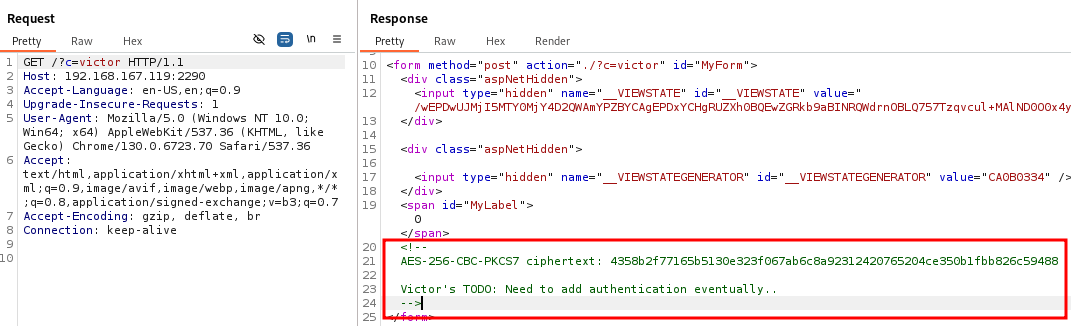 Request
Pretty Raw Hex \n
1 GET /?c=victor HTTP/1.1
2 Host: 192.168.167.119:2290
3 Accept-Language: en-US,en;q=0.9
4 Upgrade-Insecure-Requests: 1
5 User-Agent: Mozilla/5.0 (Windows NT 10.0;
Win64; x64) AppleWebKit/537.36 (KHTML, like
Gecko) Chrome/130.0.6723.70 Safari/537.36
6 Accept:
text/html,application/xhtml+xml,application/x
ml;q=0.9,image/avif,image/webp,image/apng,*/*
;q=0.8,application/signed-exchange;v=b3;q=0.7
7 Accept-Encoding: gzip, deflate, br
8 Connection: keep-alive
9
10
Response
Pretty Raw Hex Render
10 <form method="post" action="./?c=victor" id="MyForm">
11 <div class="aspNetHidden">
12 <input type="hidden" name="__VIEWSTATE" id="__VIEWSTATE" value="
/wEPDwUJMjI5MTY0MjY4D2QWAmYPZBYCAgEPDxYCHgRUZXh0BQEwZGRkb9aBINRQWdrnOBLQ757Tzqvcul+MAlND0O0x4y
13 </div>
14
15 <div class="aspNetHidden">
16
17 <input type="hidden" name="__VIEWSTATEGENERATOR" id="__VIEWSTATEGENERATOR" value="CA0B0334" />
18 </div>
19 <span id="MyLabel">
0
</span>
20 <!--
21 AES-256-CBC-PKCS7 ciphertext: 4358b2f77165b5130e323f067ab6c8a92312420765204ce350b1fbb826c59488
22
23 Victor's TODO: Need to add authentication eventually..
24 -->
25 </form>